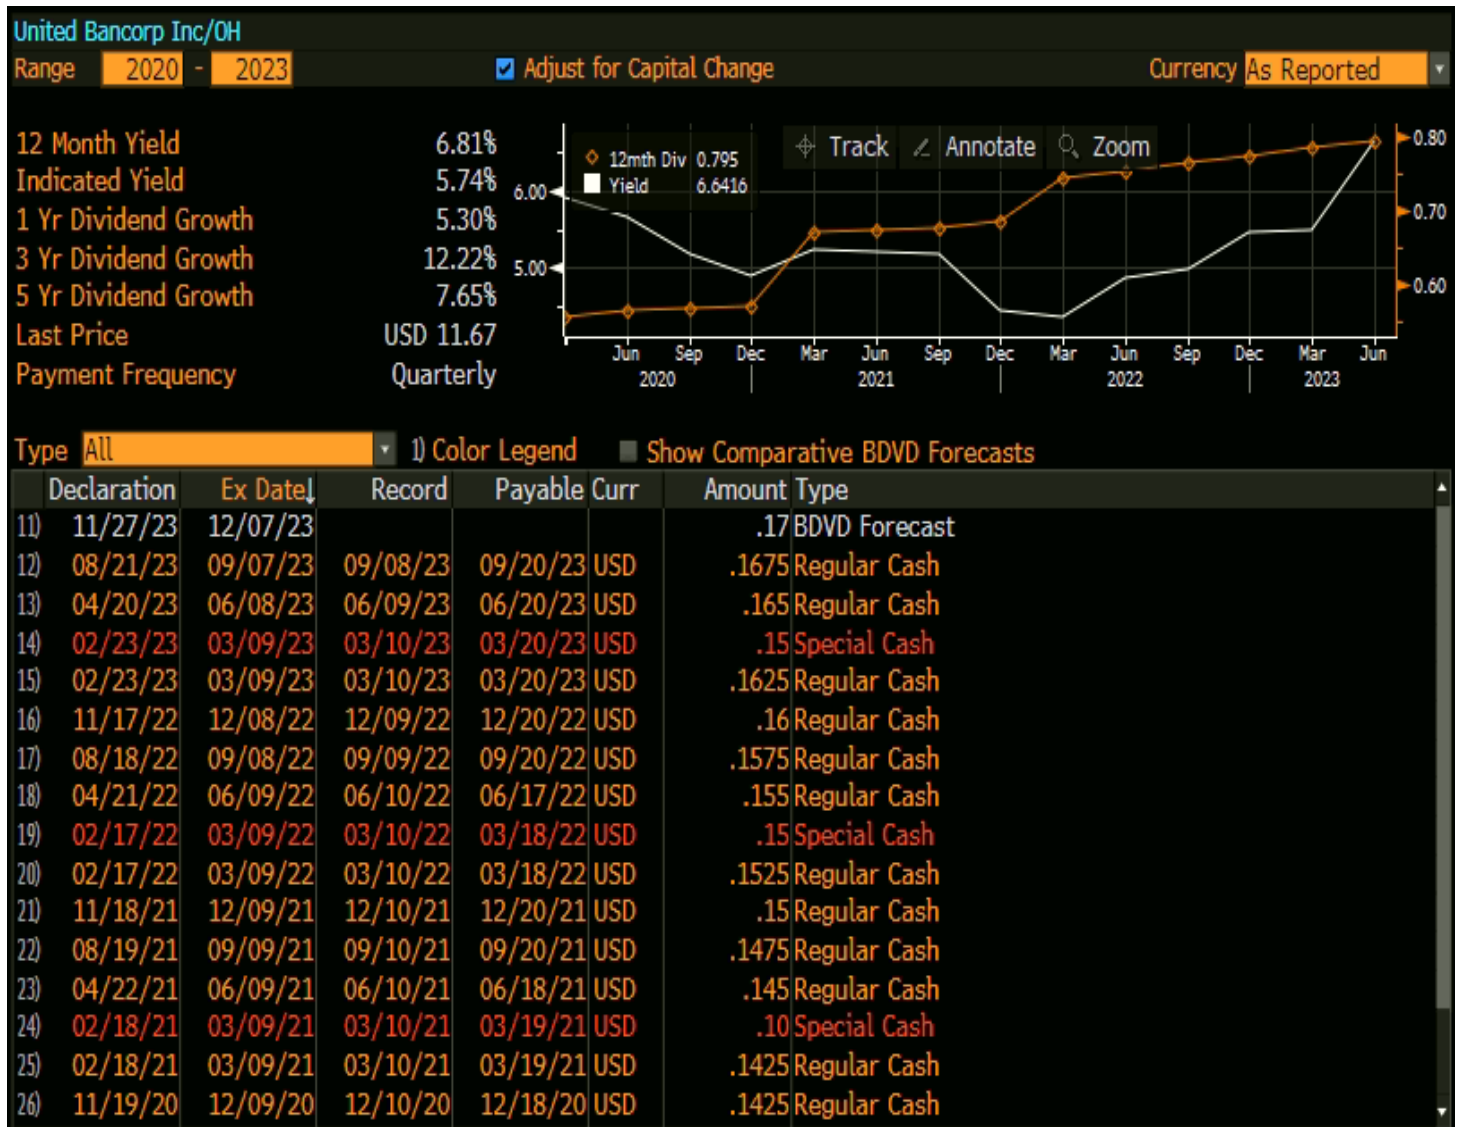 United Bancorp Inc/OH
Range 2020 - 2023 Adjust for Capital Change Currency As Reported
12 Month Yield 6.81%
Indicated Yield 5.74%
1 Yr Dividend Growth 5.30%
3 Yr Dividend Growth 12.22%
5 Yr Dividend Growth 7.65%
Last Price USD 11.67
Payment Frequency Quarterly
12mth Div 0.795
Yield 6.6416
Track Annotate Zoom
6.00
5.00
0.80
0.70
0.60
Jun Sep Dec Mar Jun Sep Dec Mar Jun Sep Dec Mar Jun
2020 2021 2022 2023
Type All 1) Color Legend Show Comparative BDVD Forecasts
Declaration Ex Date↓ Record Payable Curr Amount Type
11) 11/27/23 12/07/23 .17 BDVD Forecast
12) 08/21/23 09/07/23 09/08/23 09/20/23 USD .1675 Regular Cash
13) 04/20/23 06/08/23 06/09/23 06/20/23 USD .165 Regular Cash
14) 02/23/23 03/09/23 03/10/23 03/20/23 USD .15 Special Cash
15) 02/23/23 03/09/23 03/10/23 03/20/23 USD .1625 Regular Cash
16) 11/17/22 12/08/22 12/09/22 12/20/22 USD .16 Regular Cash
17) 08/18/22 09/08/22 09/09/22 09/20/22 USD .1575 Regular Cash
18) 04/21/22 06/09/22 06/10/22 06/17/22 USD .155 Regular Cash
19) 02/17/22 03/09/22 03/10/22 03/18/22 USD .15 Special Cash
20) 02/17/22 03/09/22 03/10/22 03/18/22 USD .1525 Regular Cash
21) 11/18/21 12/09/21 12/10/21 12/20/21 USD .15 Regular Cash
22) 08/19/21 09/09/21 09/10/21 09/20/21 USD .1475 Regular Cash
23) 04/22/21 06/09/21 06/10/21 06/18/21 USD .145 Regular Cash
24) 02/18/21 03/09/21 03/10/21 03/19/21 USD .10 Special Cash
25) 02/18/21 03/09/21 03/10/21 03/19/21 USD .1425 Regular Cash
26) 11/19/20 12/09/20 12/10/20 12/18/20 USD .1425 Regular Cash